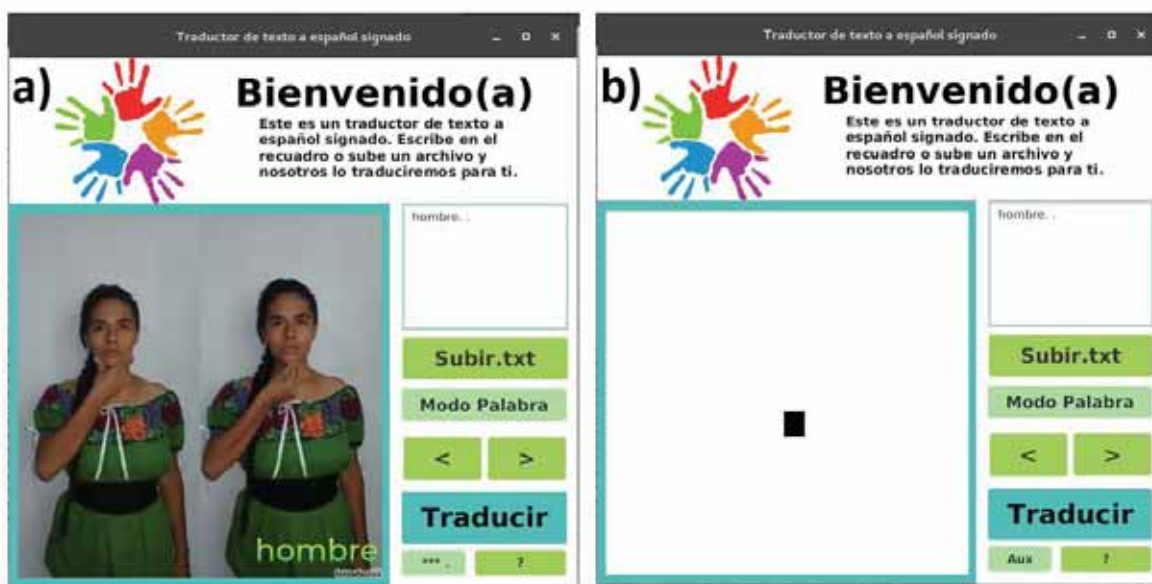 Traductor de texto a español signado
a)
Bienvenido(a)
Este es un traductor de texto a
español signado. Escribe en el
recuadro o sube un archivo y
nosotros lo traduciremos para ti.
hombre. .
Subir.txt
Modo Palabra
< >
Traducir
hombre
*** . ?
Traductor de texto a español signado
b)
Bienvenido(a)
Este es un traductor de texto a
español signado. Escribe en el
recuadro o sube un archivo y
nosotros lo traduciremos para ti.
hombre. .
Subir.txt
Modo Palabra
< >
Traducir
Aux ?